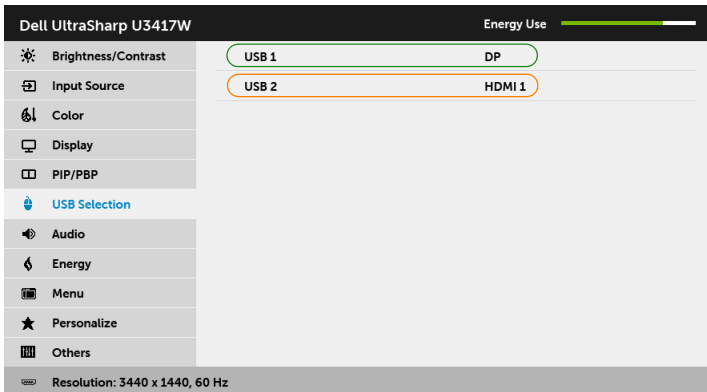 Dell UltraSharp U3417W Energy Use
Brightness/Contrast USB 1 DP
Input Source USB 2 HDMI 1
Color
Display
PIP/PBP
USB Selection
Audio
Energy
Menu
Personalize
Others
Resolution: 3440 x 1440, 60 Hz